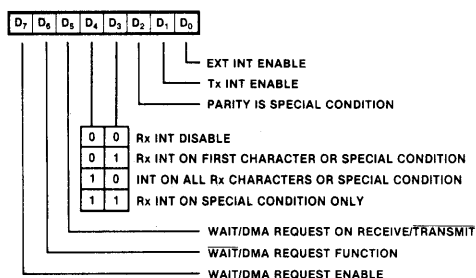 D7 D6 D5 D4 D3 D2 D1 D0
EXT INT ENABLE
Tx INT ENABLE
PARITY IS SPECIAL CONDITION
0 0 Rx INT DISABLE
0 1 Rx INT ON FIRST CHARACTER OR SPECIAL CONDITION
1 0 INT ON ALL Rx CHARACTERS OR SPECIAL CONDITION
1 1 Rx INT ON SPECIAL CONDITION ONLY
WAIT/DMA REQUEST ON RECEIVE/TRANSMIT
WAIT/DMA REQUEST FUNCTION
WAIT/DMA REQUEST ENABLE